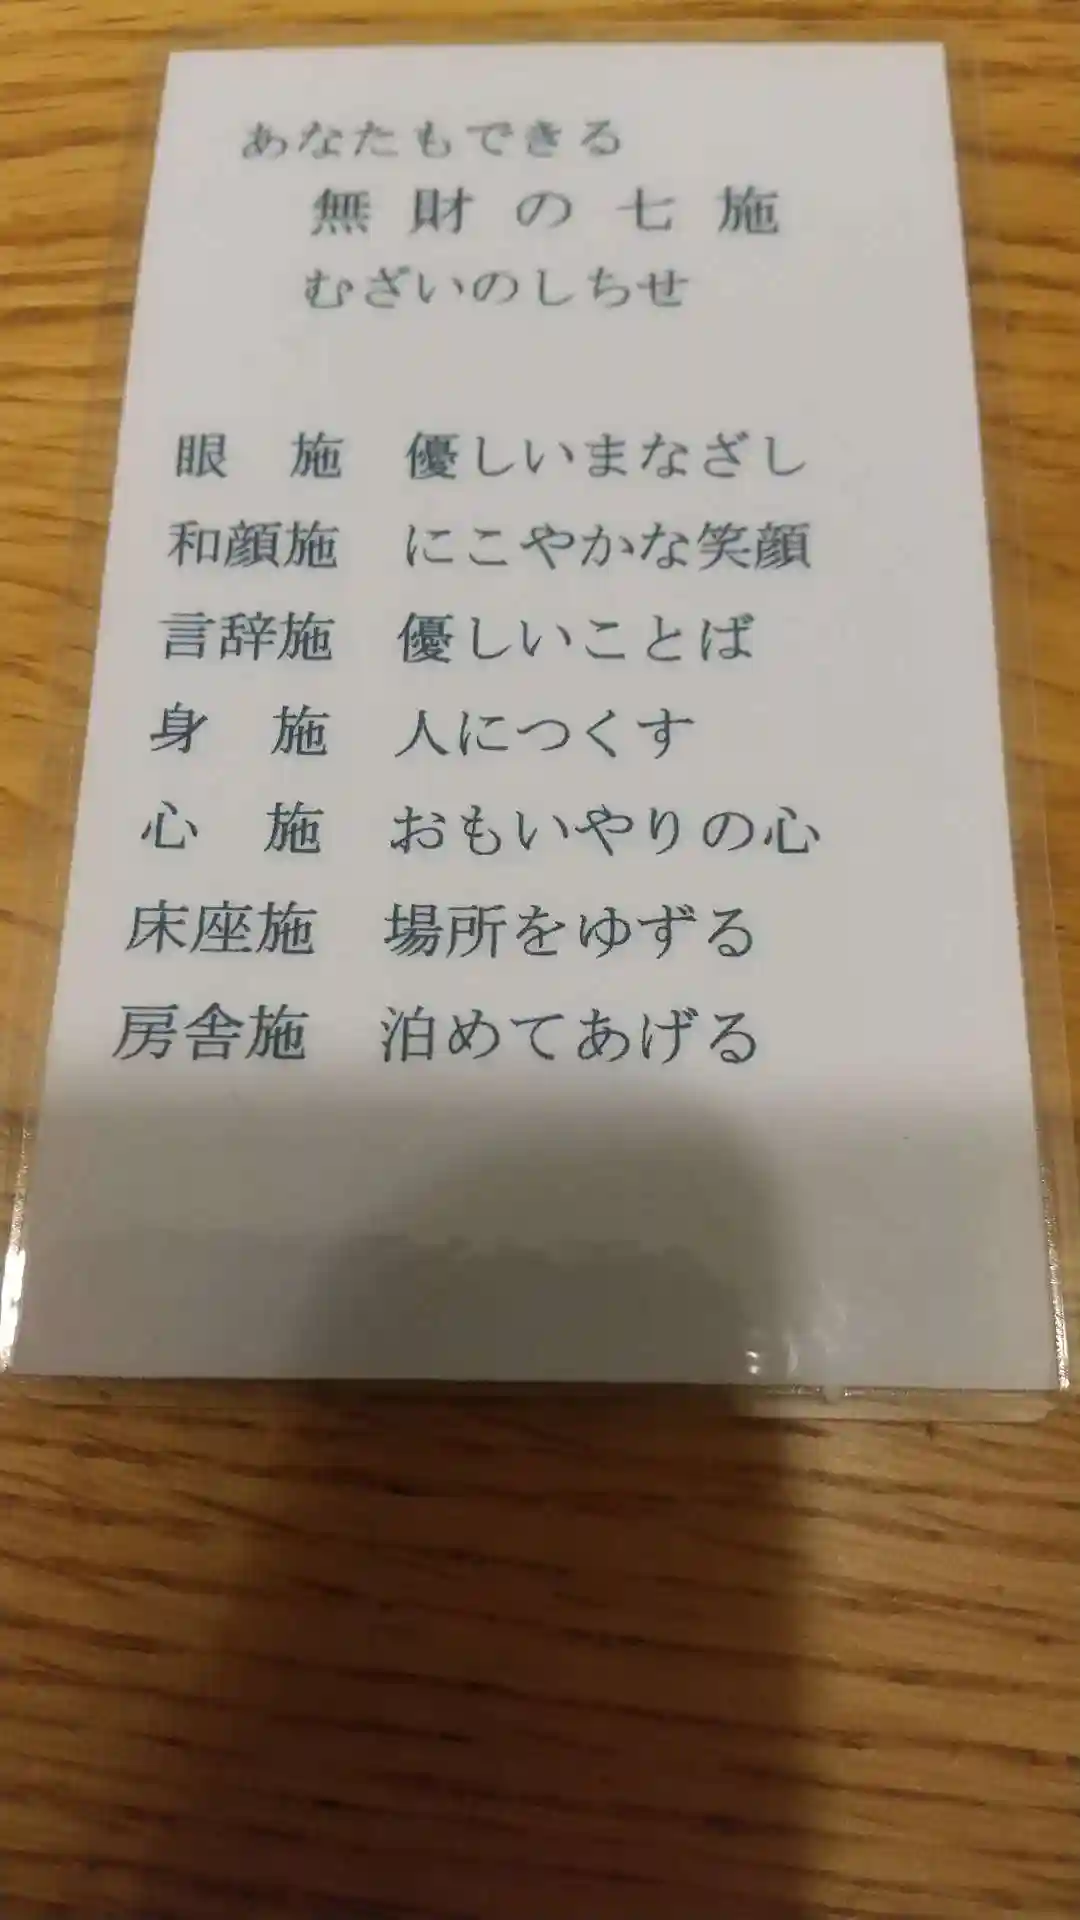 あなたもできる
無財の七施
むざいのしちせ
眼　施　優しいまなざし
和顔施　にこやかな笑顔
言辞施　優しいことば
身　施　人につくす
心　施　おもいやりの心
床座施　場所をゆずる
房舎施　泊めてあげる